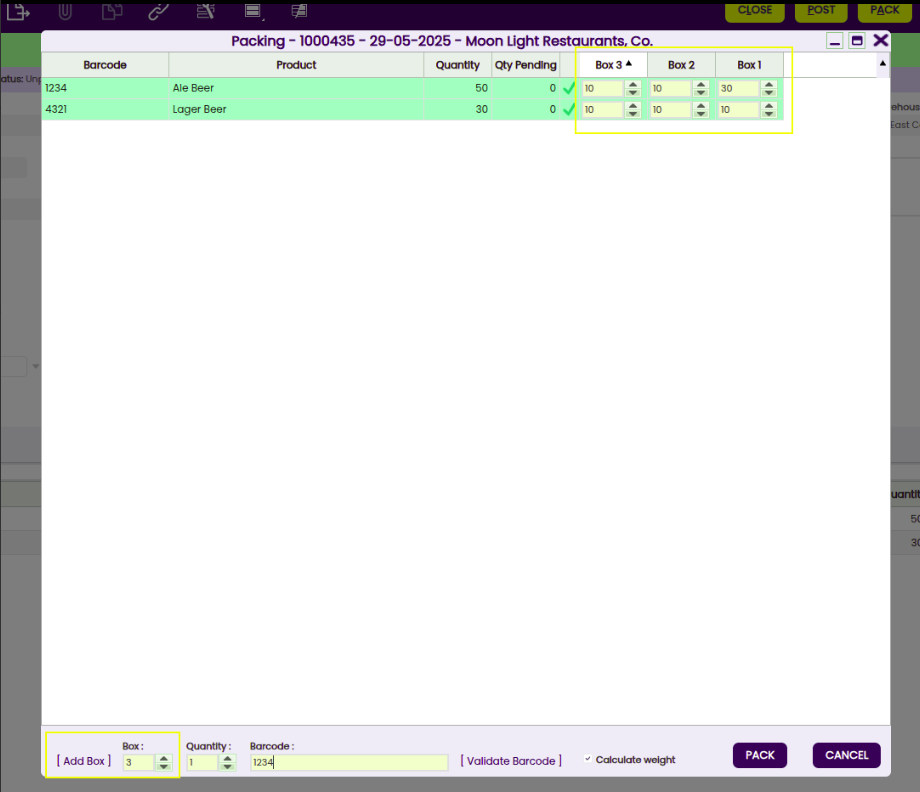 CLOSE POST PACK
Packing - 1000435 - 29-05-2025 - Moon Light Restaurants, Co.
Barcode Product Quantity Qty Pending Box 3 Box 2 Box 1
atus: Unp
1234 Ale Beer 50 0 10 10 30
4321 Lager Beer 30 0 10 10 10
ehous
East C
uantit
50
30
Box : Quantity : Barcode :
[ Add Box ] 3 1 1234 [ Validate Barcode ] Calculate weight PACK CANCEL